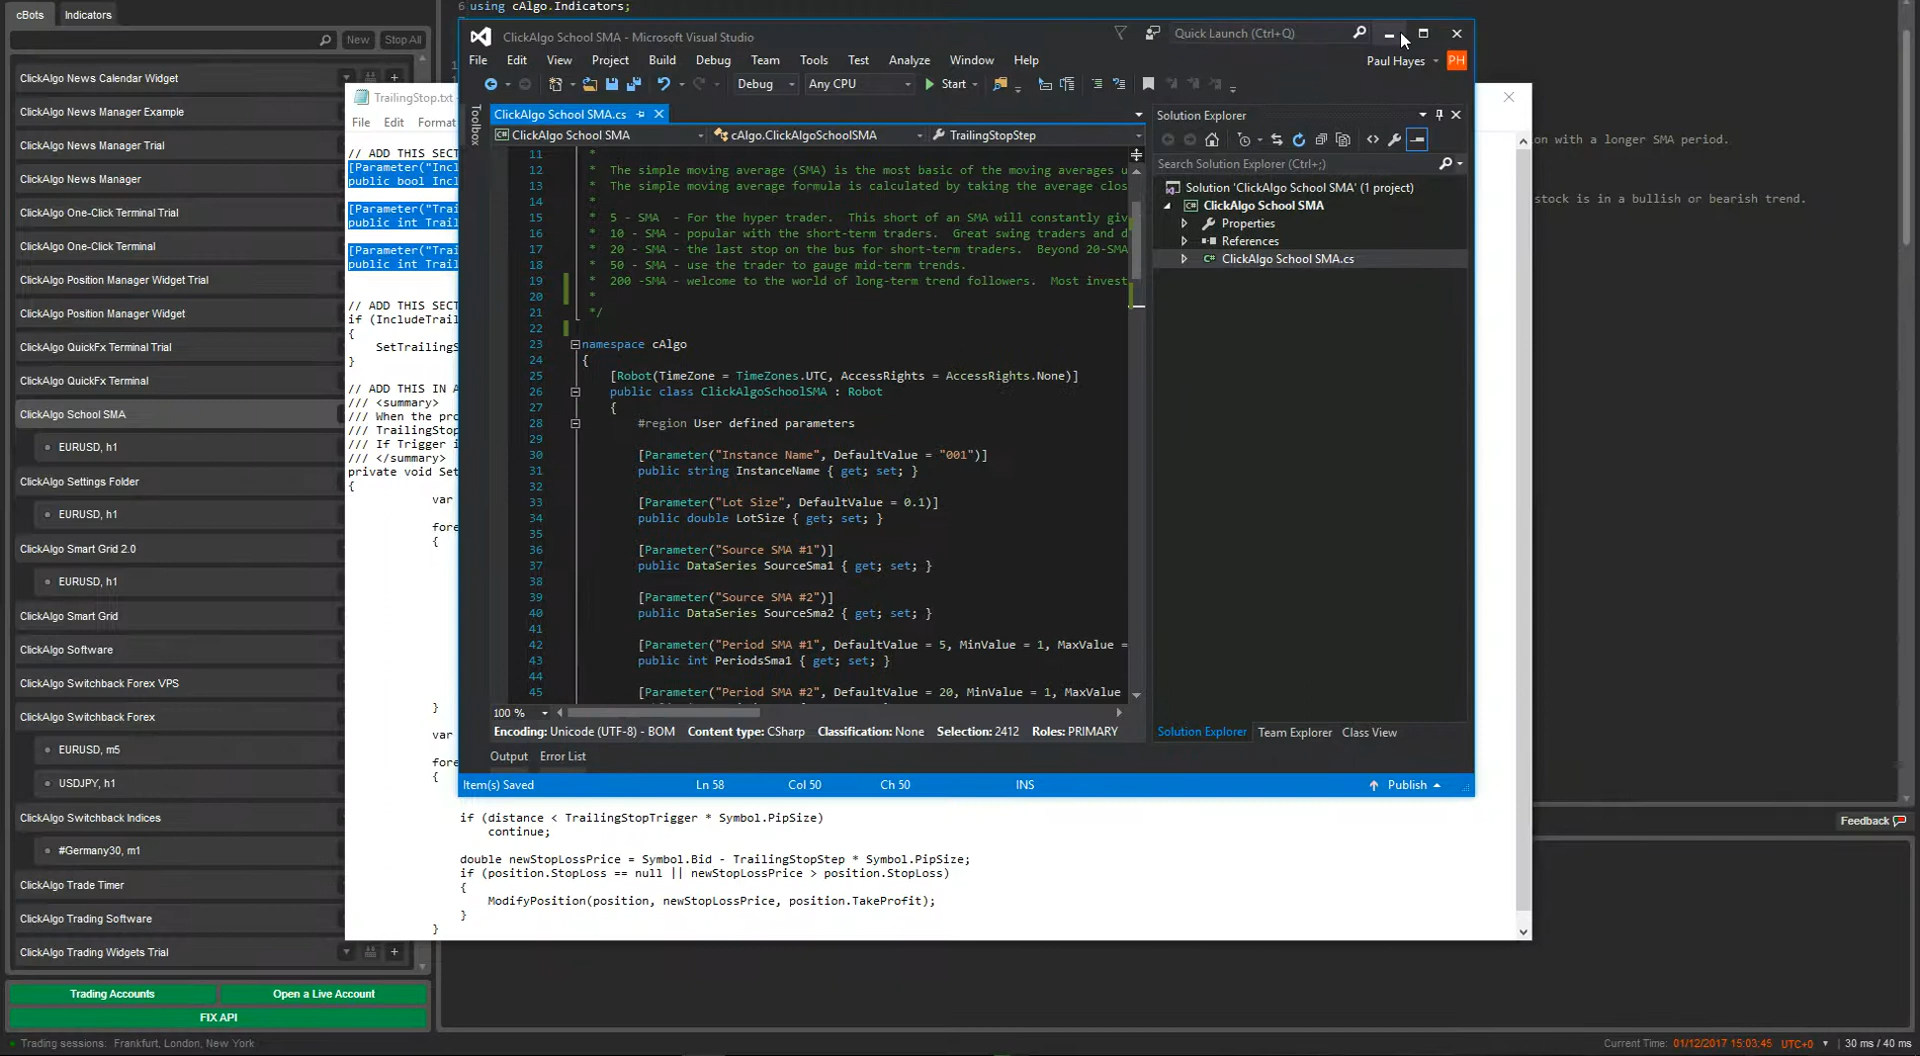 cBots
Indicators
New
Stop All
ClickAlgo News Calendar Widget
ClickAlgo News Manager Example
ClickAlgo News Manager Trial
ClickAlgo News Manager
ClickAlgo One-Click Terminal Trial
ClickAlgo One-Click Terminal
ClickAlgo Position Manager Widget Trial
ClickAlgo Position Manager Widget
ClickAlgo QuickFx Terminal Trial
ClickAlgo QuickFx Terminal
ClickAlgo School SMA
EURUSD, h1
ClickAlgo Settings Folder
EURUSD, h1
ClickAlgo Smart Grid 2.0
EURUSD, h1
ClickAlgo Smart Grid
ClickAlgo Software
ClickAlgo Switchback Forex VPS
ClickAlgo Switchback Forex
EURUSD, m5
USDJPY, h1
ClickAlgo Switchback Indices
#Germany30, m1
ClickAlgo Trade Timer
ClickAlgo Trading Software
ClickAlgo Trading Widgets Trial
Trading Accounts
Open a Live Account
FIX API
Trading sessions: Frankfurt, London, New York
6 using cAlgo.Indicators;
TrailingStop.txt -
File Edit Format
// ADD THIS SECT
[Parameter("Incl
public bool Incl
[Parameter("Trai
public int Trail
[Parameter("Trai
public int Trail
// ADD THIS SECT
if (IncludeTrail
{
SetTrailingS
}
// ADD THIS IN A
/// <summary>
/// When the pro
/// TrailingStop
/// If Trigger i
/// </summary>
private void Set
{
var
fore
{
}
var
fore
{
if (distance < TrailingStopTrigger * Symbol.PipSize)
continue;
double newStopLossPrice = Symbol.Bid - TrailingStopStep * Symbol.PipSize;
if (position.StopLoss == null || newStopLossPrice > position.StopLoss)
{
ModifyPosition(position, newStopLossPrice, position.TakeProfit);
}
}
ClickAlgo School SMA - Microsoft Visual Studio
Quick Launch (Ctrl+Q)
File Edit View Project Build Debug Team Tools Test Analyze Window Help
Paul Hayes PH
Debug Any CPU Start
Toolbox
ClickAlgo School SMA.cs
ClickAlgo School SMA cAlgo.ClickAlgoSchoolSMA TrailingStopStep
11 *
12 * The simple moving average (SMA) is the most basic of the moving averages u
13 * The simple moving average formula is calculated by taking the average clos
14 *
15 * 5 - SMA - For the hyper trader. This short of an SMA will constantly give
16 * 10 - SMA - popular with the short-term traders. Great swing traders and d
17 * 20 - SMA - the last stop on the bus for short-term traders. Beyond 20-SMA
18 * 50 - SMA - use the trader to gauge mid-term trends.
19 * 200 -SMA - welcome to the world of long-term trend followers. Most invest
20 *
21 */
22
23 namespace cAlgo
24 {
25 [Robot(TimeZone = TimeZones.UTC, AccessRights = AccessRights.None)]
26 public class ClickAlgoSchoolSMA : Robot
27 {
28 #region User defined parameters
29
30 [Parameter("Instance Name", DefaultValue = "001")]
31 public string InstanceName { get; set; }
32
33 [Parameter("Lot Size", DefaultValue = 0.1)]
34 public double LotSize { get; set; }
35
36 [Parameter("Source SMA #1")]
37 public DataSeries SourceSma1 { get; set; }
38
39 [Parameter("Source SMA #2")]
40 public DataSeries SourceSma2 { get; set; }
41
42 [Parameter("Period SMA #1", DefaultValue = 5, MinValue = 1, MaxValue =
43 public int PeriodsSma1 { get; set; }
44
45 [Parameter("Period SMA #2", DefaultValue = 20, MinValue = 1, MaxValue
100 %
Encoding: Unicode (UTF-8) - BOM Content type: CSharp Classification: None Selection: 2412 Roles: PRIMARY
Output Error List
Item(s) Saved Ln 58 Col 50 Ch 50 INS Publish
Solution Explorer
Search Solution Explorer (Ctrl+;)
Solution 'ClickAlgo School SMA' (1 project)
ClickAlgo School SMA
Properties
References
ClickAlgo School SMA.cs
Solution Explorer Team Explorer Class View
on with a longer SMA period.
stock is in a bullish or bearish trend.
Feedback
Current Time: 01/12/2017 15:03:45 UTC+0 30 ms / 40 ms